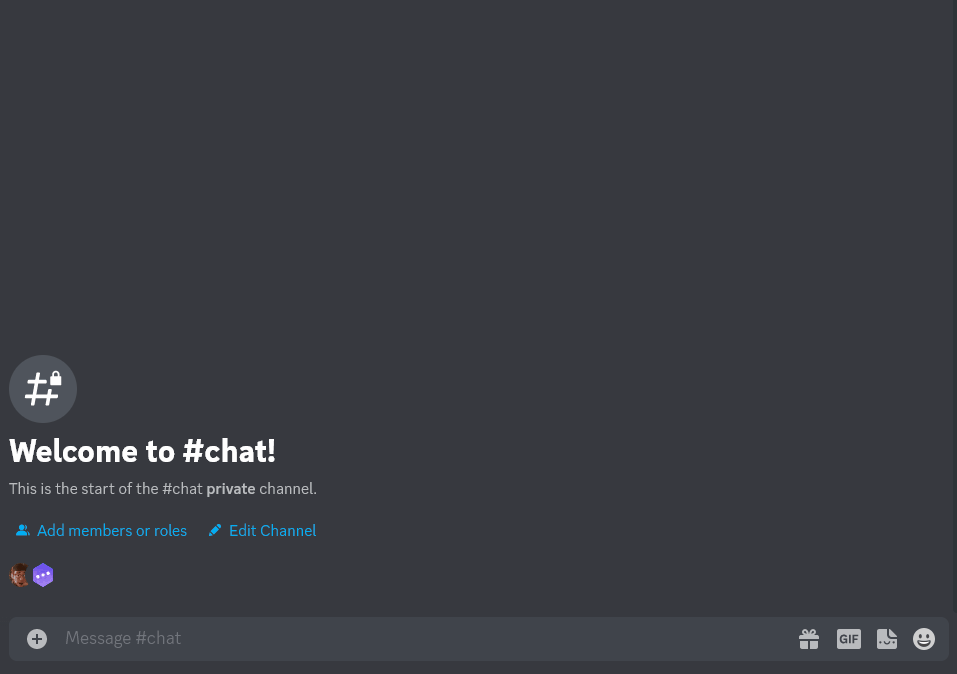 Welcome to #chat!
This is the start of the #chat private channel.
Add members or roles Edit Channel
Message #chat GIF